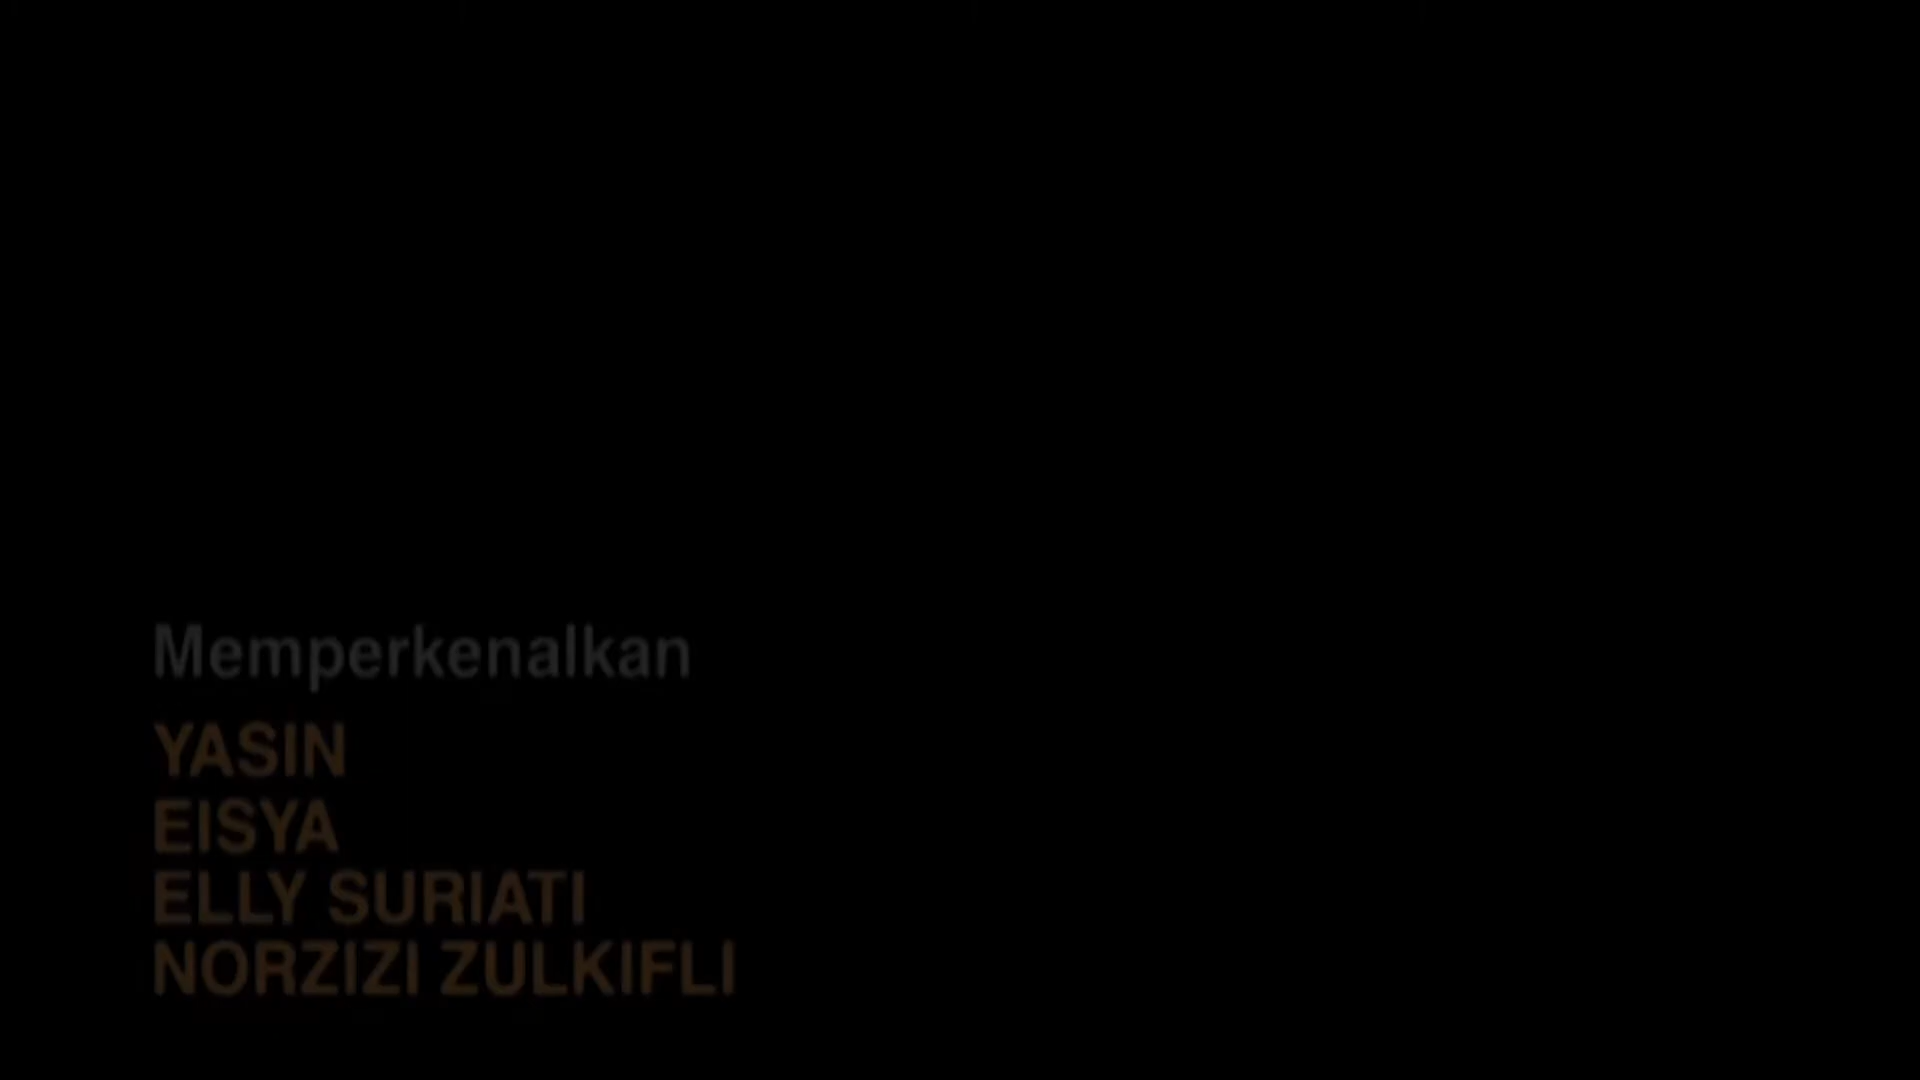 Memperkenalkan
YASIN
EISYA
ELLY SURIATI
NORZIZI ZULKIFLI